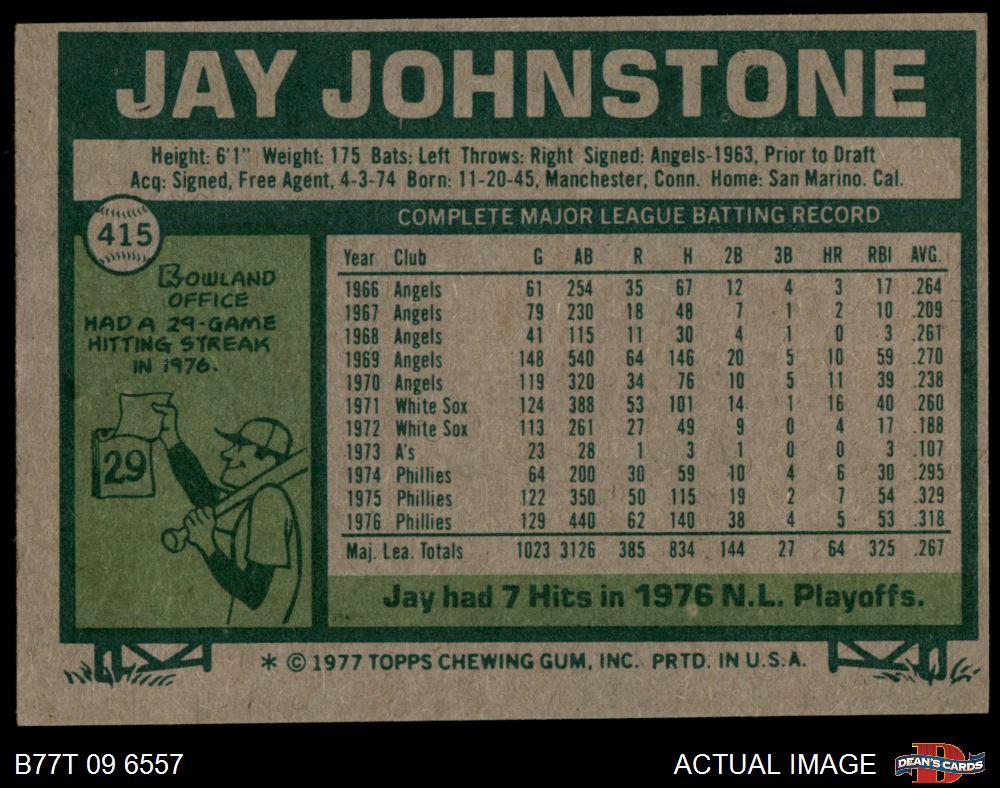 JAY JOHNSTONE
Height: 6'1" Weight: 175 Bats: Left Throws: Right Signed: Angels-1963, Prior to Draft
Acq: Signed, Free Agent, 4-3-74 Born: 11-20-45, Manchester, Conn. Home: San Marino. Cal.
415
COMPLETE MAJOR LEAGUE BATTING RECORD
ROWLAND
OFFICE
HAD A 29-GAME
HITTING STREAK
IN 1976.
29
Year Club G AB R H 2B 3B HR RBI AVG.
1966 Angels 61 254 35 67 12 4 3 17 .264
1967 Angels 79 230 18 48 7 1 2 10 .209
1968 Angels 41 115 11 30 4 1 0 3 .261
1969 Angels 148 540 64 146 20 5 10 59 .270
1970 Angels 119 320 34 76 10 5 11 39 .238
1971 White Sox 124 388 53 101 14 1 16 40 .260
1972 White Sox 113 261 27 49 9 0 4 17 .188
1973 A's 23 28 1 3 1 0 0 3 .107
1974 Phillies 64 200 30 59 10 4 6 30 .295
1975 Phillies 122 350 50 115 19 2 7 54 .329
1976 Phillies 129 440 62 140 38 4 5 53 .318
Maj. Lea. Totals 1023 3126 385 834 144 27 64 325 .267
Jay had 7 Hits in 1976 N.L. Playoffs.
* © 1977 TOPPS CHEWING GUM, INC. PRTD. IN U.S.A.
B77T 09 6557
ACTUAL IMAGE
D
DEAN'S CARDS